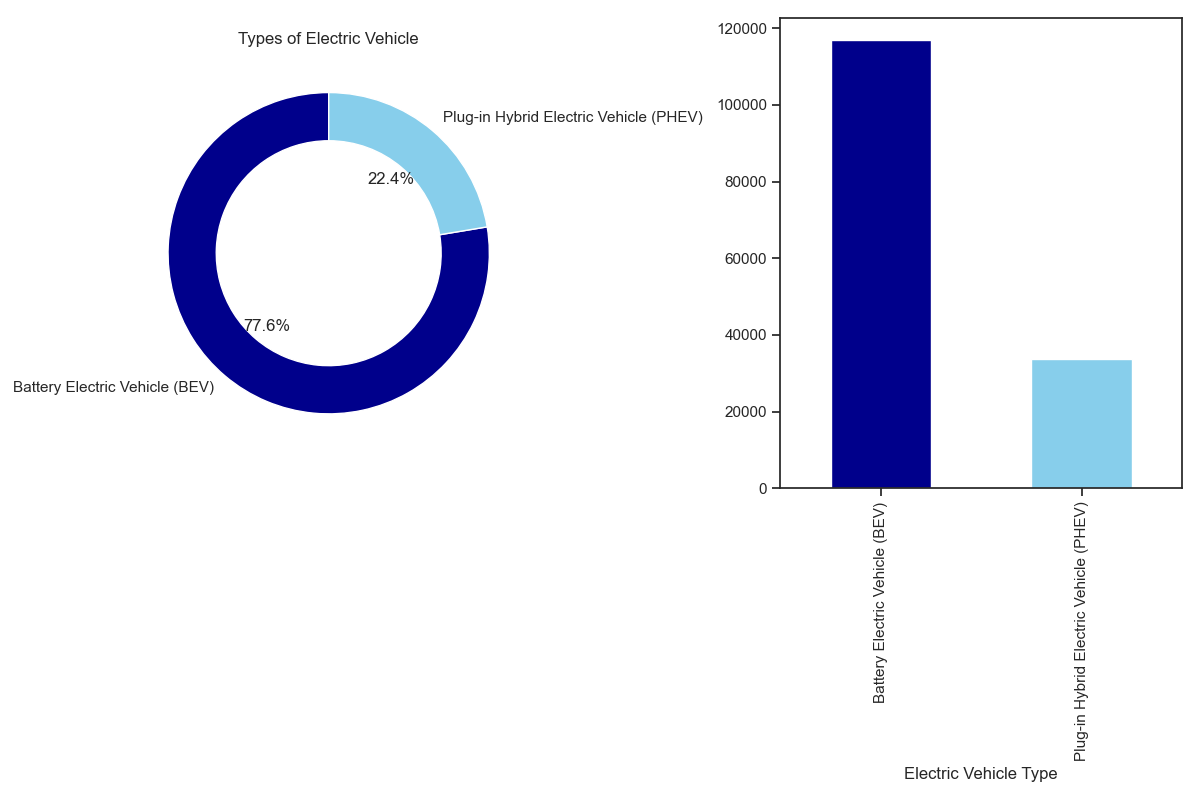 Types of Electric Vehicle
Plug-in Hybrid Electric Vehicle (PHEV)
22.4%
77.6%
Battery Electric Vehicle (BEV)
120000
100000
80000
60000
40000
20000
0
Battery Electric Vehicle (BEV)
Plug-in Hybrid Electric Vehicle (PHEV)
Electric Vehicle Type